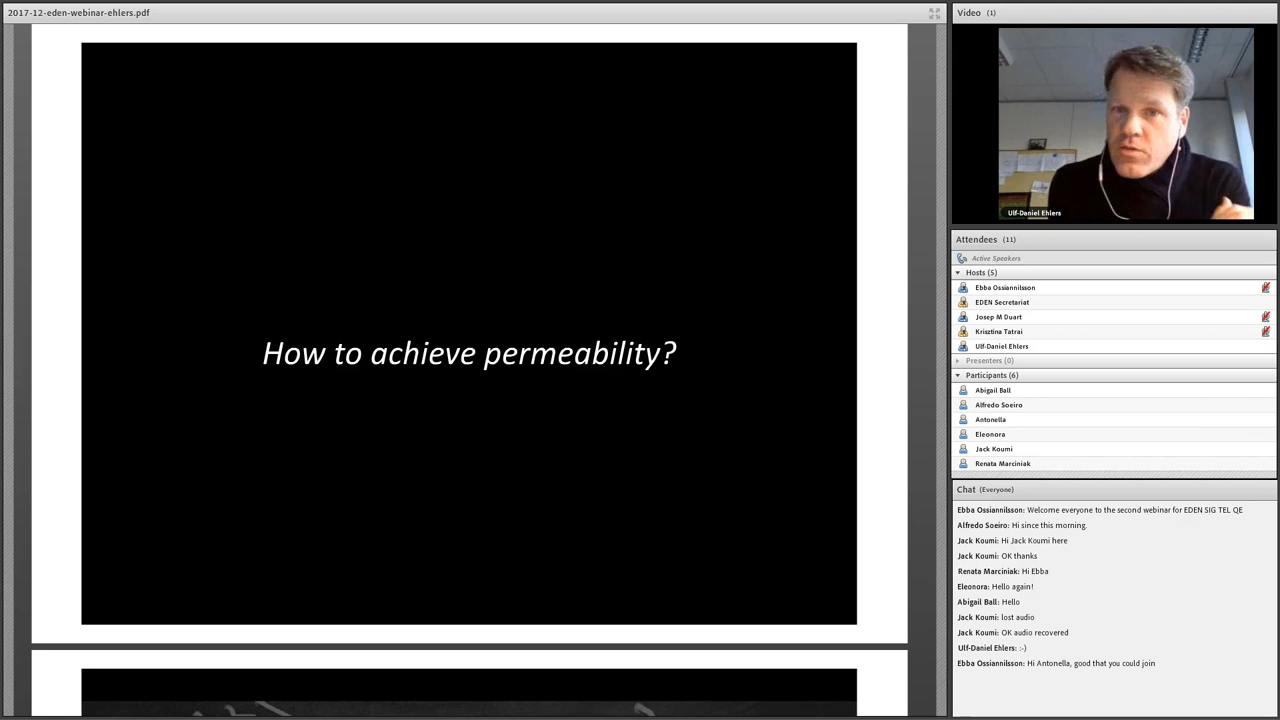 2017-12-eden-webinar-ehlers.pdf
How to achieve permeability?
Video (1)
Ulf-Daniel Ehlers
Attendees (11)
Active Speakers
Hosts (5)
Ebba Ossiannilsson
EDEN Secretariat
Josep M Duart
Krisztina Tatrai
Ulf-Daniel Ehlers
Presenters (0)
Participants (6)
Abigail Ball
Alfredo Soeiro
Antonella
Eleonora
Jack Koumi
Renata Marciniak
Chat (Everyone)
Ebba Ossiannilsson: Welcome everyone to the second webinar for EDEN SIG TEL QE
Alfredo Soeiro: Hi since this morning.
Jack Koumi: Hi Jack Koumi here
Jack Koumi: OK thanks
Renata Marciniak: Hi Ebba
Eleonora: Hello again!
Abigail Ball: Hello
Jack Koumi: lost audio
Jack Koumi: OK audio recovered
Ulf-Daniel Ehlers: :-)
Ebba Ossiannilsson: Hi Antonella, good that you could join